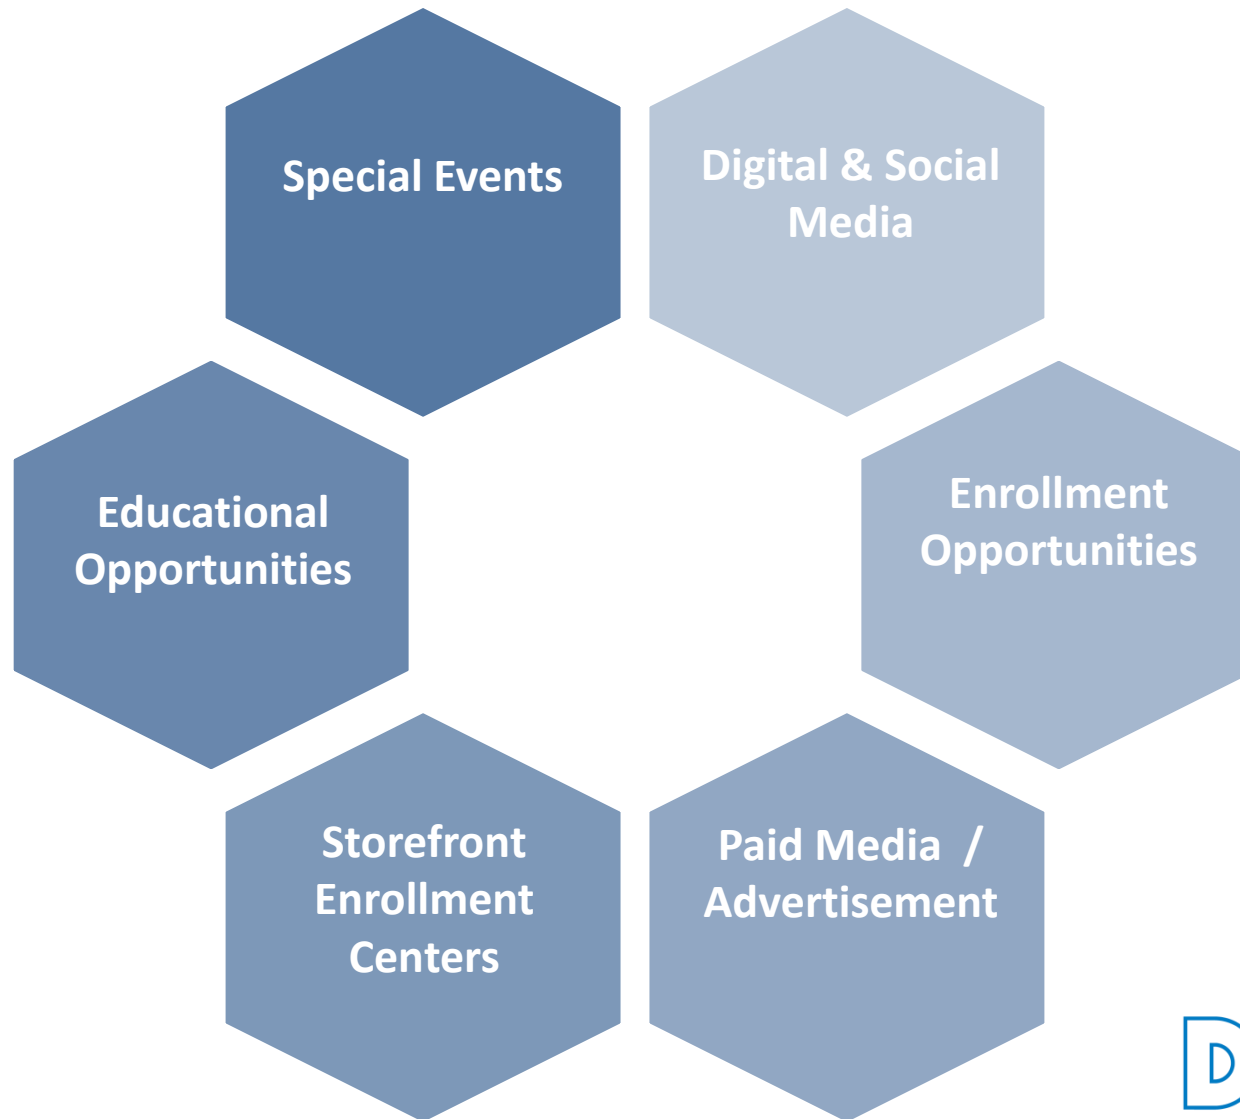 Special Events
Digital & Social
Media
Educational
Opportunities
Enrollment
Opportunities
Storefront
Enrollment
Centers
Paid Media  /
Advertisement
D